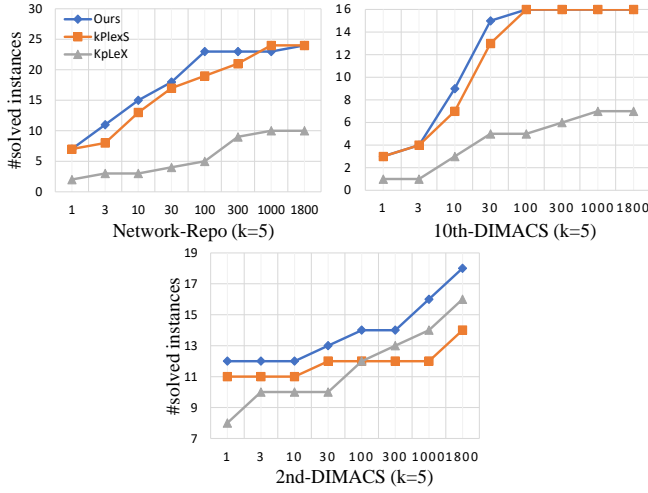 #solved instances
30
25
20
15
10
5
0
Ours
kPlexS
KpLeX
1 3 10 30 100 300 1000 1800
Network-Repo (k=5)
16
14
12
10
8
6
4
2
0
1 3 10 30 100 300 1000 1800
10th-DIMACS (k=5)
#solved instances
19
17
15
13
11
9
7
1 3 10 30 100 300 1000 1800
2nd-DIMACS (k=5)